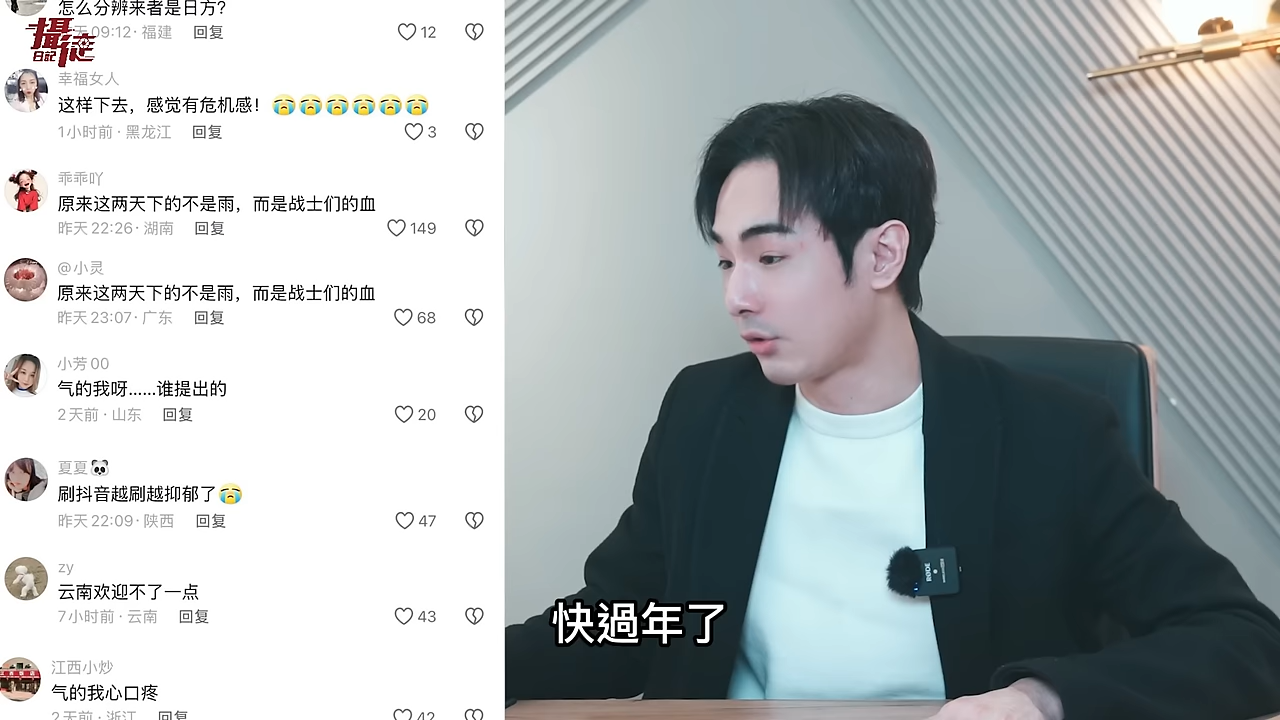 怎么分辨来者是日方?
09:12·福建 回复 12
攝徒
日記
幸福女人
这样下去，感觉有危机感！😭😭😭😭😭😭
1小时前·黑龙江 回复 3
乖乖吖
原来这两天下的不是雨，而是战士们的血
昨天 22:26·湖南 回复 149
@小灵
原来这两天下的不是雨，而是战士们的血
昨天 23:07·广东 回复 68
小芳00
气的我呀……谁提出的
2天前·山东 回复 20
夏夏🐼
刷抖音越刷越抑郁了😭
昨天 22:09·陕西 回复 47
zy
云南欢迎不了一点
7小时前·云南 回复 43
江西小炒
气的我心口疼
2天前·浙江 回复 42
RØDE
快過年了